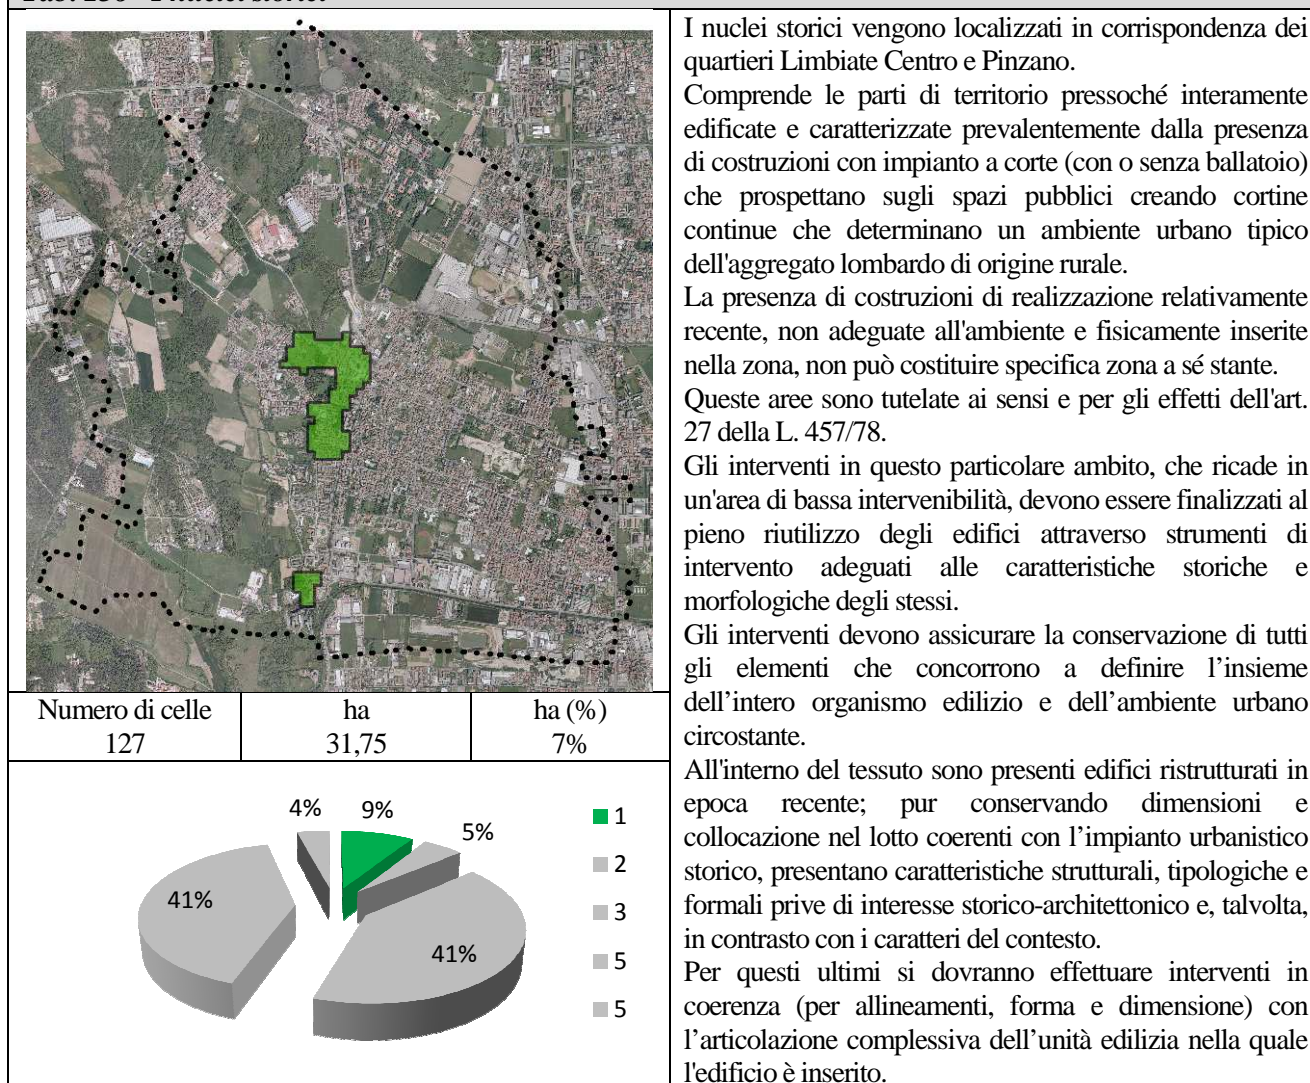 I nuclei storici vengono localizzati in corrispondenza dei
quartieri Limbiate Centro e Pinzano.
Comprende le parti di territorio pressoché interamente
edificate e caratterizzate prevalentemente dalla presenza
di costruzioni con impianto a corte (con o senza ballatoio)
che prospettano sugli spazi pubblici creando cortine
continue che determinano un ambiente urbano tipico
dell'aggregato lombardo di origine rurale.
La presenza di costruzioni di realizzazione relativamente
recente, non adeguate all'ambiente e fisicamente inserite
nella zona, non può costituire specifica zona a sé stante.
Queste aree sono tutelate ai sensi e per gli effetti dell'art.
27 della L. 457/78.
Gli interventi in questo particolare ambito, che ricade in
un'area di bassa intervenibilità, devono essere finalizzati al
pieno riutilizzo degli edifici attraverso strumenti di
intervento adeguati alle caratteristiche storiche e
morfologiche degli stessi.
Gli interventi devono assicurare la conservazione di tutti
gli elementi che concorrono a definire l’insieme
dell’intero organismo edilizio e dell’ambiente urbano
circostante.
All'interno del tessuto sono presenti edifici ristrutturati in
epoca recente; pur conservando dimensioni e
collocazione nel lotto coerenti con l’impianto urbanistico
storico, presentano caratteristiche strutturali, tipologiche e
formali prive di interesse storico-architettonico e, talvolta,
in contrasto con i caratteri del contesto.
Per questi ultimi si dovranno effettuare interventi in
coerenza (per allineamenti, forma e dimensione) con
l’articolazione complessiva dell’unità edilizia nella quale
l'edificio è inserito.
Numero di celle ha ha (%)
127 31,75 7%
4% 9% 5%
41% 41%
1
2
3
5
5